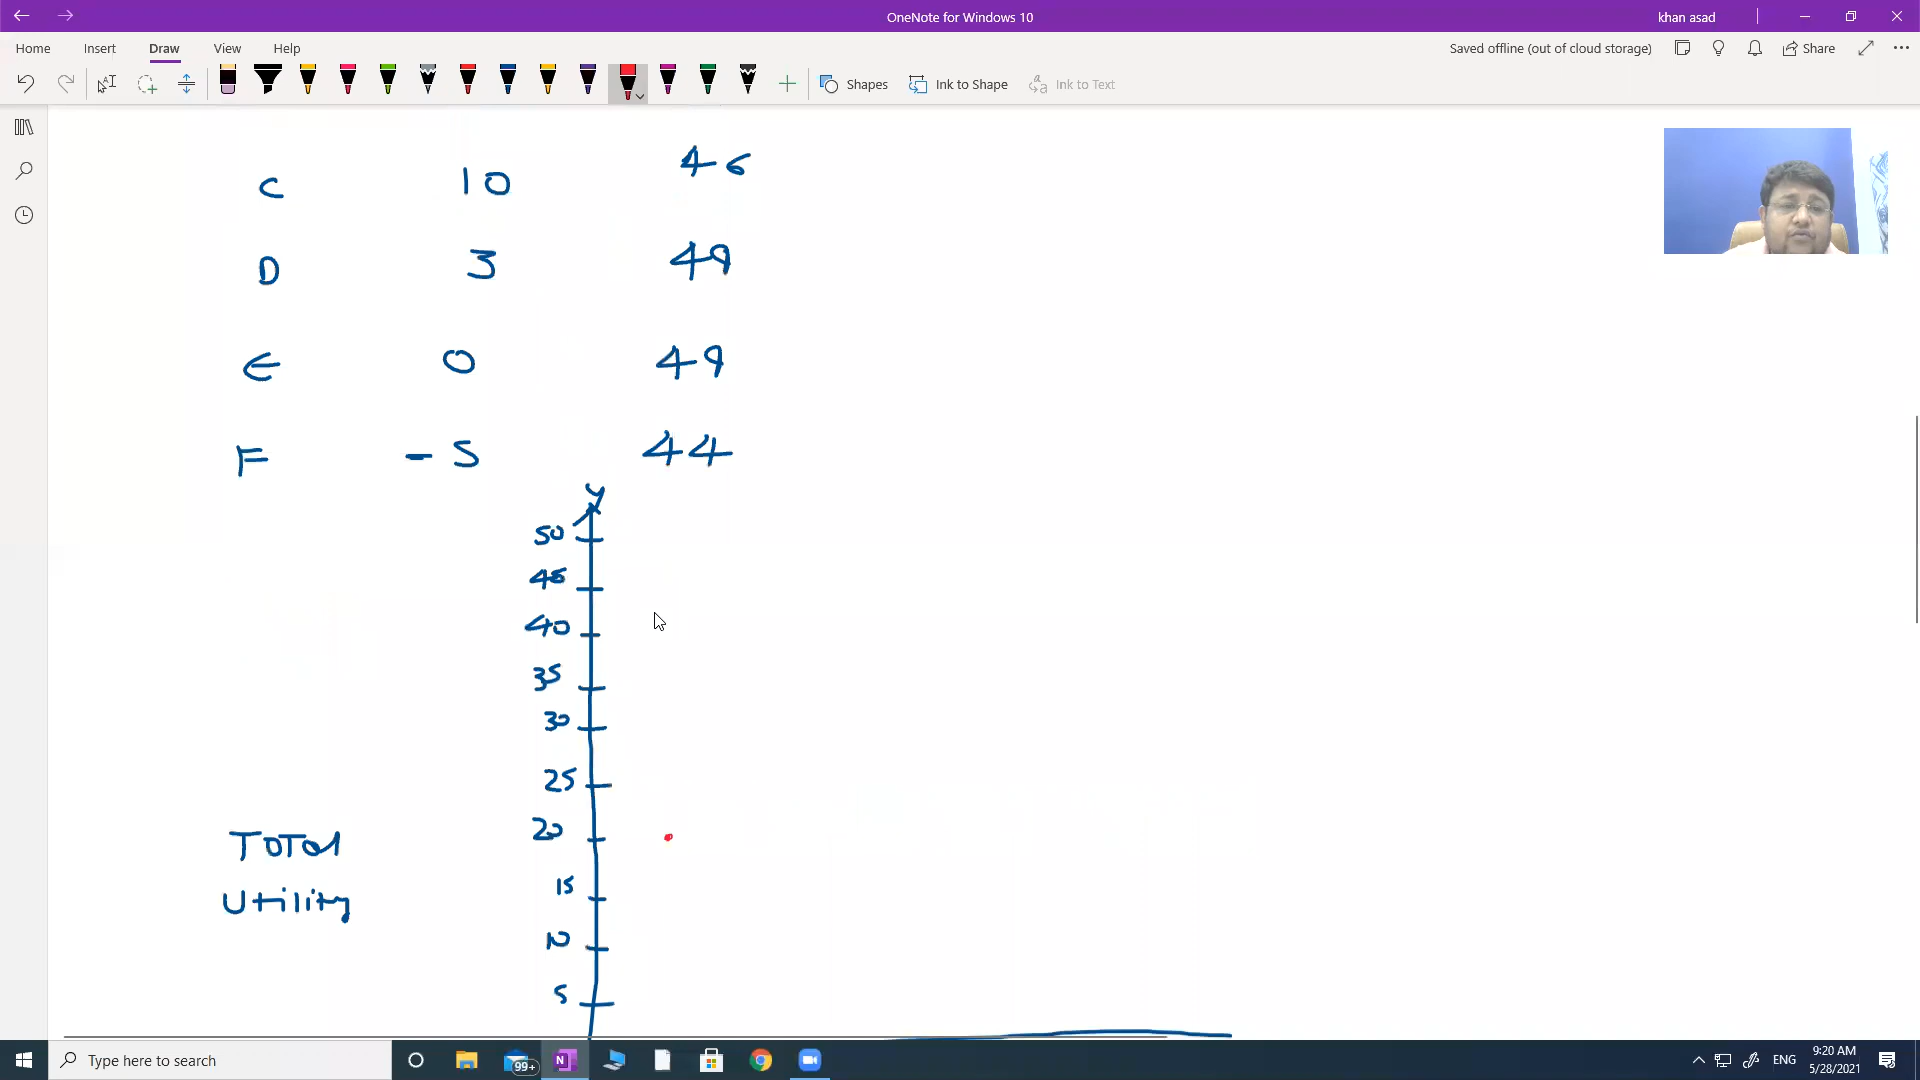 OneNote for Windows 10
khan asad
Home Insert Draw View Help
Saved offline (out of cloud storage)
Share
Shapes
Ink to Shape
Ink to Text
C 10 46
D 3 49
E 0 49
F - 5 44
y
50
45
40
35
30
25
20
15
10
5
Total
Utility
Type here to search
99+
N
ENG
9:20 AM
5/28/2021